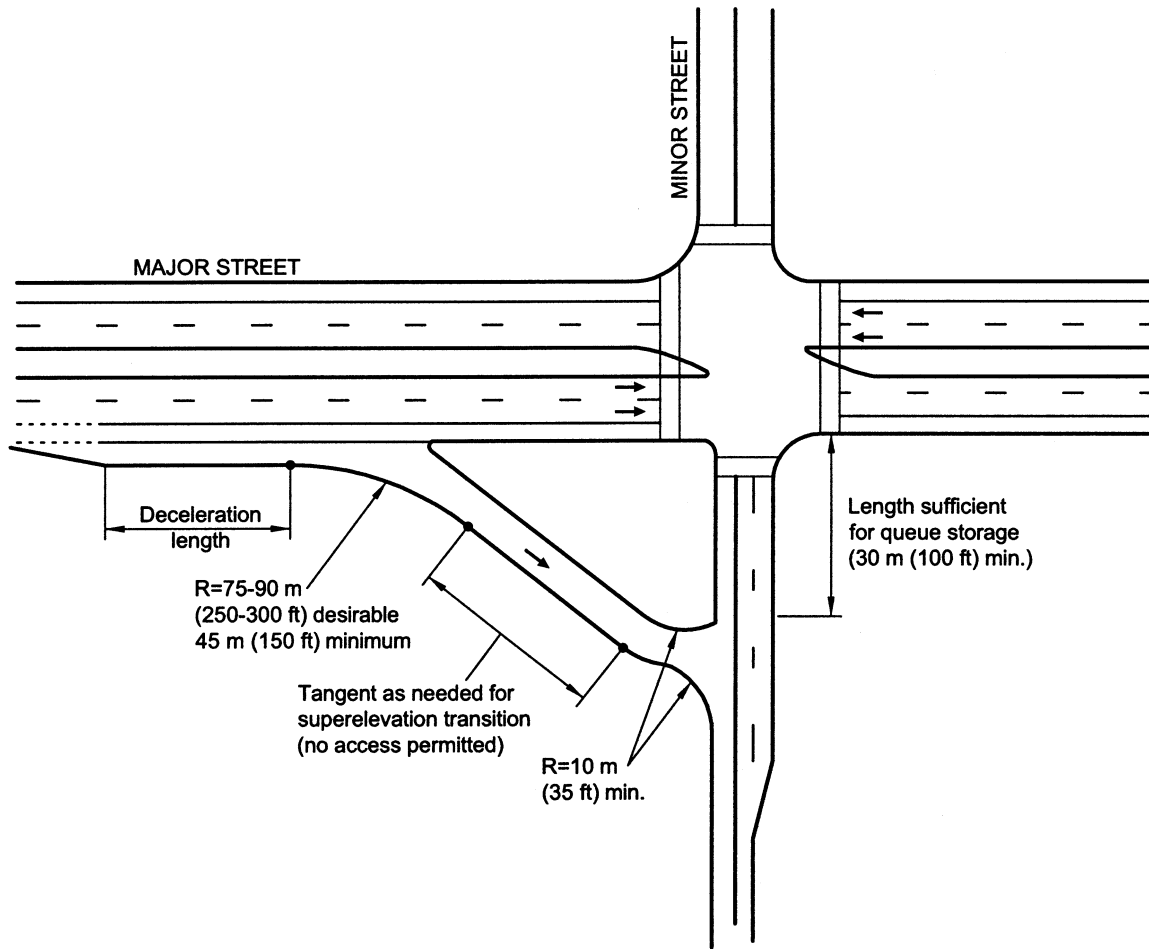 MINOR STREET
MAJOR STREET
Deceleration
length
Length sufficient
for queue storage
(30 m (100 ft) min.)
R=75-90 m
(250-300 ft) desirable
45 m (150 ft) minimum
Tangent as needed for
superelevation transition
(no access permitted)
R=10 m
(35 ft) min.